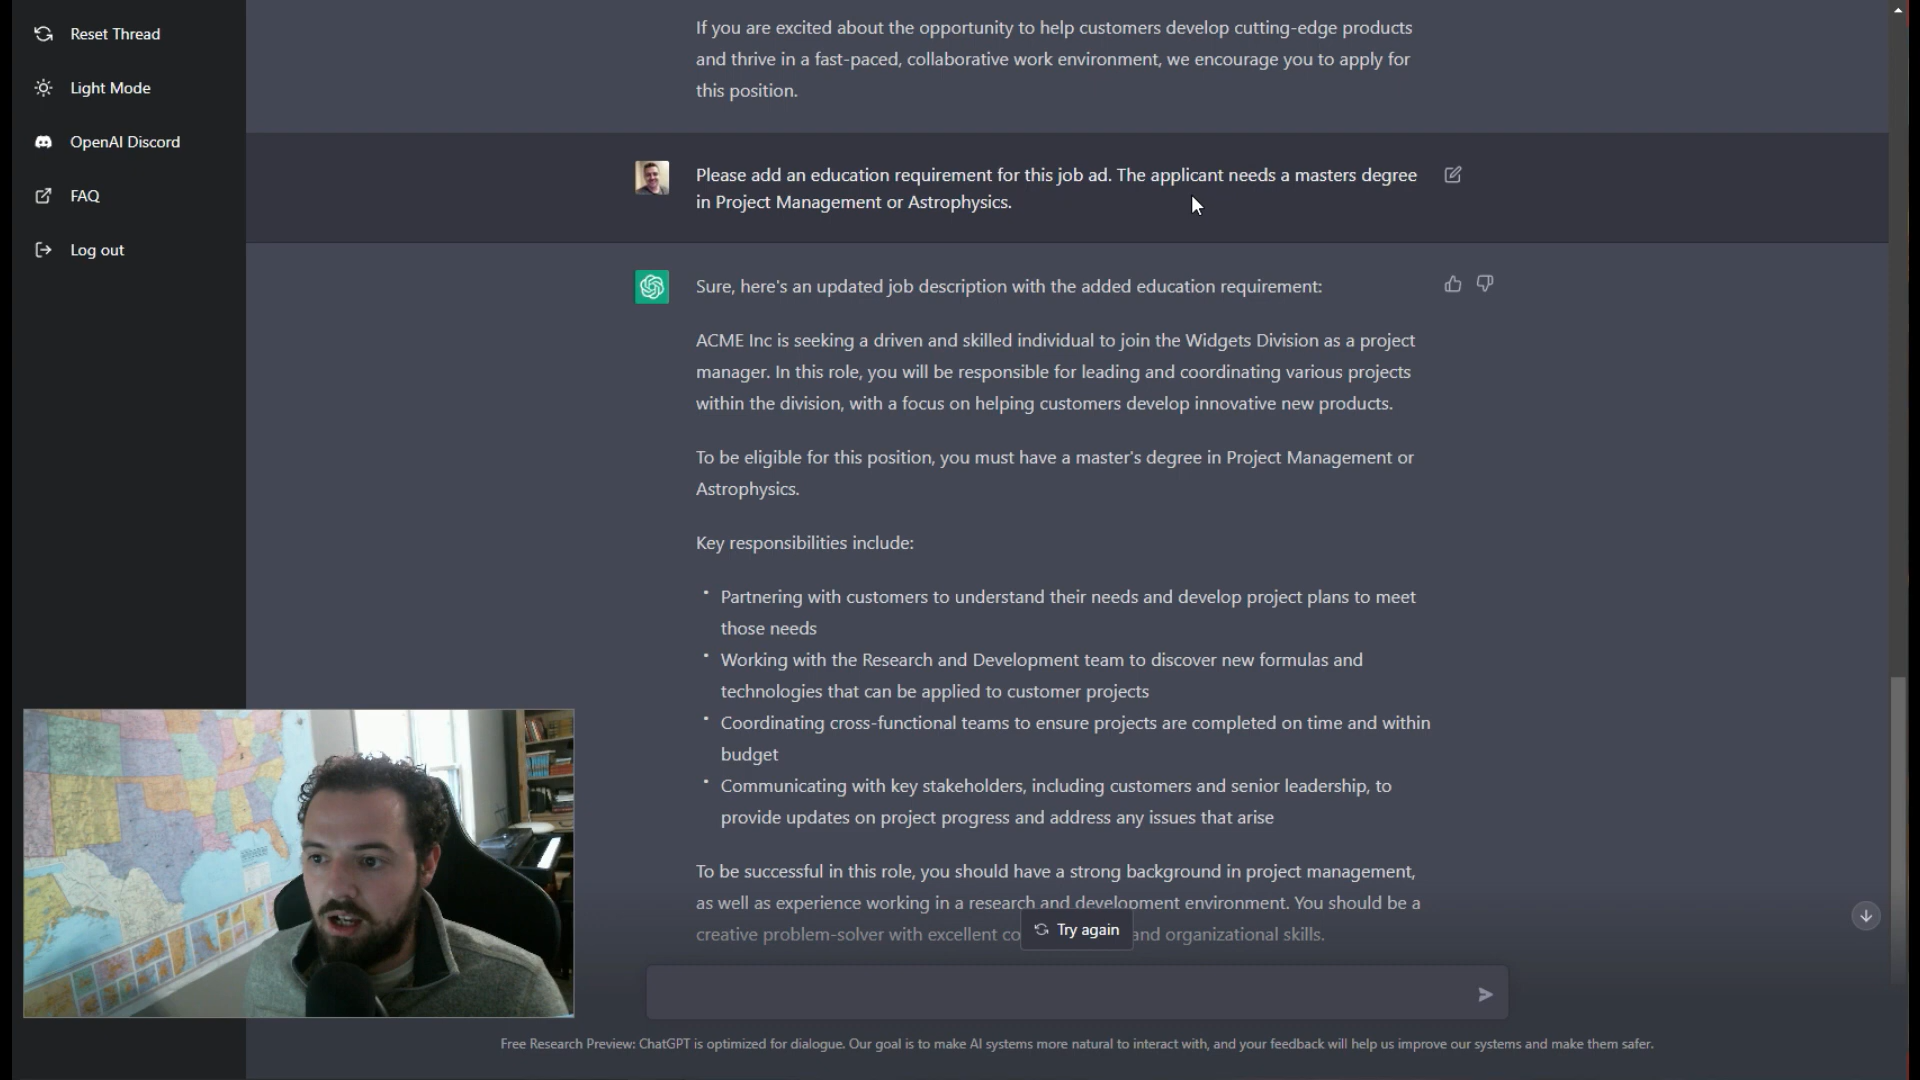 Reset Thread
Light Mode
OpenAI Discord
FAQ
Log out
If you are excited about the opportunity to help customers develop cutting-edge products
and thrive in a fast-paced, collaborative work environment, we encourage you to apply for
this position.
Please add an education requirement for this job ad. The applicant needs a masters degree
in Project Management or Astrophysics.
Sure, here's an updated job description with the added education requirement:
ACME Inc is seeking a driven and skilled individual to join the Widgets Division as a project
manager. In this role, you will be responsible for leading and coordinating various projects
within the division, with a focus on helping customers develop innovative new products.
To be eligible for this position, you must have a master's degree in Project Management or
Astrophysics.
Key responsibilities include:
• Partnering with customers to understand their needs and develop project plans to meet
those needs
• Working with the Research and Development team to discover new formulas and
technologies that can be applied to customer projects
• Coordinating cross-functional teams to ensure projects are completed on time and within
budget
• Communicating with key stakeholders, including customers and senior leadership, to
provide updates on project progress and address any issues that arise
To be successful in this role, you should have a strong background in project management,
as well as experience working in a research and development environment. You should be a
creative problem-solver with excellent and organizational skills.
Try again
Free Research Preview: ChatGPT is optimized for dialogue. Our goal is to make AI systems more natural to interact with, and your feedback will help us improve our systems and make them safer.